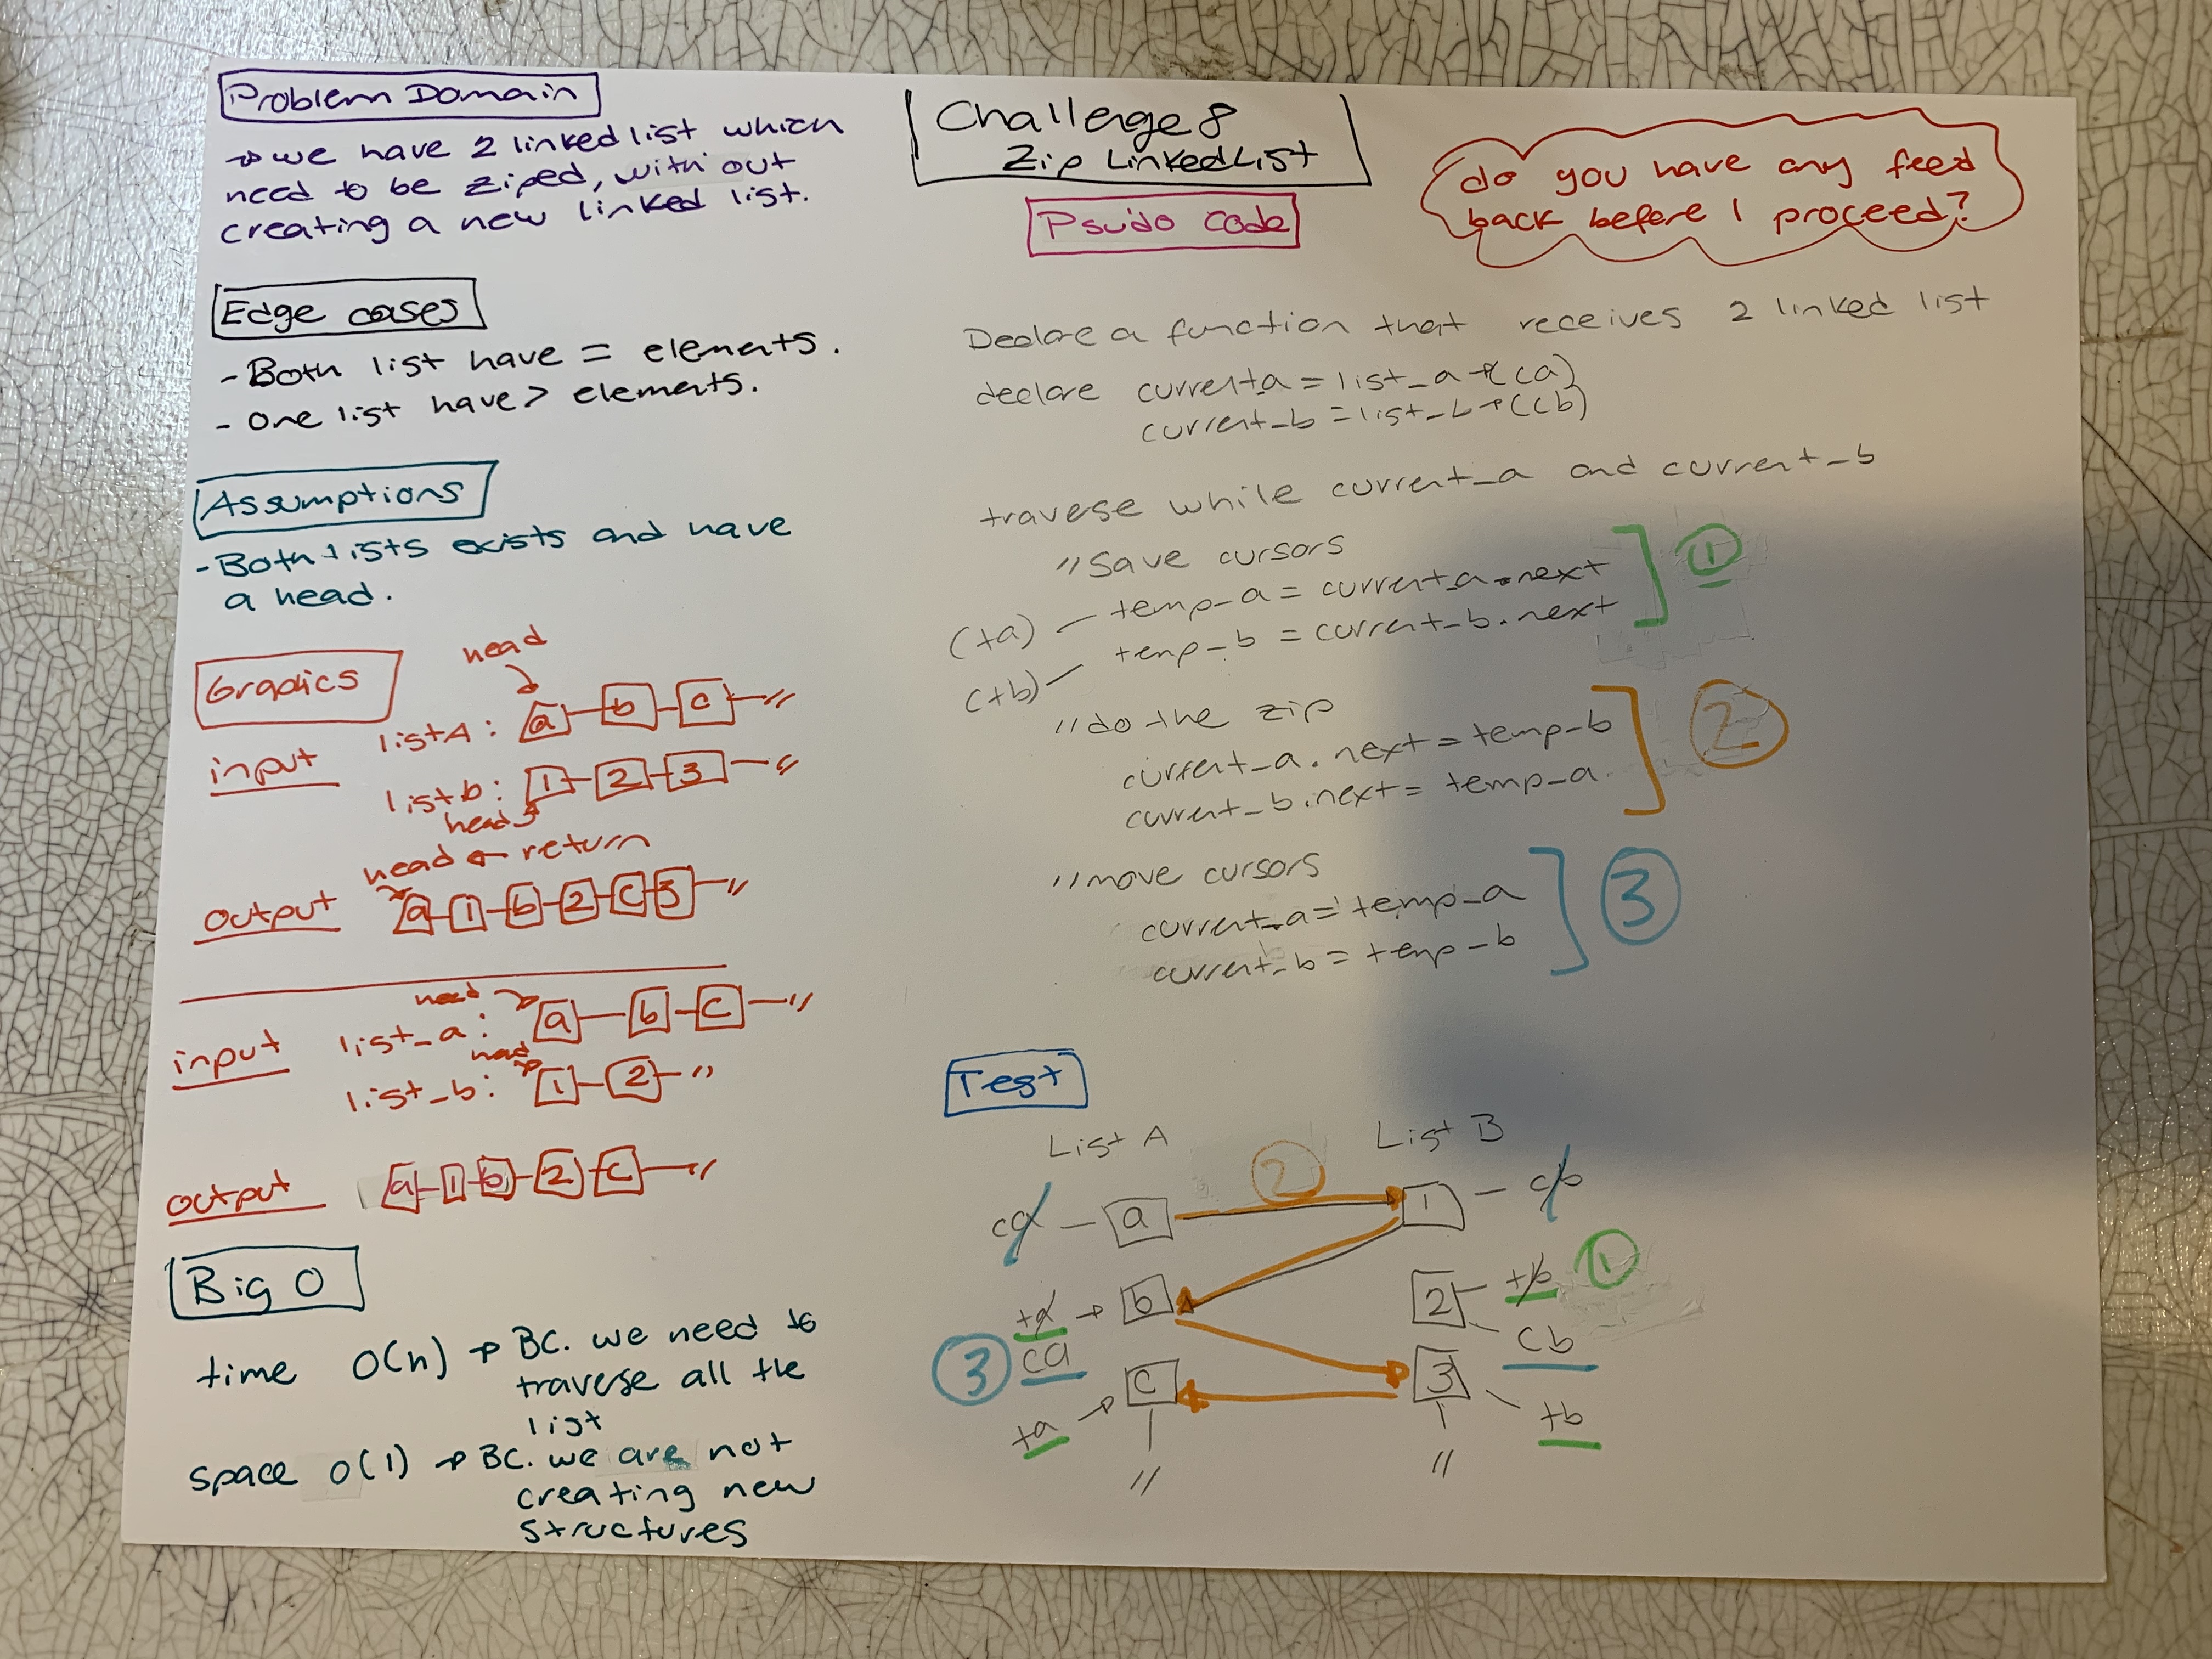 Problem Domain
→ we have 2 linked list which
need to be ziped, with out
creating a new linked list.
Edge cases
- Both list have = elements.
- One list have > elements.
Assumptions
- Both lists exists and have
a head.
Graphics
head
input
listA: a b c //
listb: 1 2 3 //
head
head ← return
output a 1 b 2 c 3 //
head
input list_a: a b c //
head
list_b: 1 2 //
output a 1 b 2 c //
Big O
time O(n) → BC. we need to
traverse all the
list
space O(1) → BC. we are not
creating new
structures
Challenge 8
Zip LinkedList
do you have any feed
back before I proceed?
Psuido Code
Declare a function that receives 2 linked list
declare current_a = list_a → (ca)
current_b = list_b → (cb)
travese while current_a and current_b
// Save cursors
(ta) — temp_a = current_a.next
(tb) — temp_b = current_b.next
1
// do the zip
current_a.next = temp_b
current_b.next = temp_a.
2
// move cursors
current_a = temp_a
current_b = temp_b
3
Test
List A List B
2
ca — a 1 — cb
ta → b 2 — tb 1
3 ca cb
ta → c 3 tb
// //